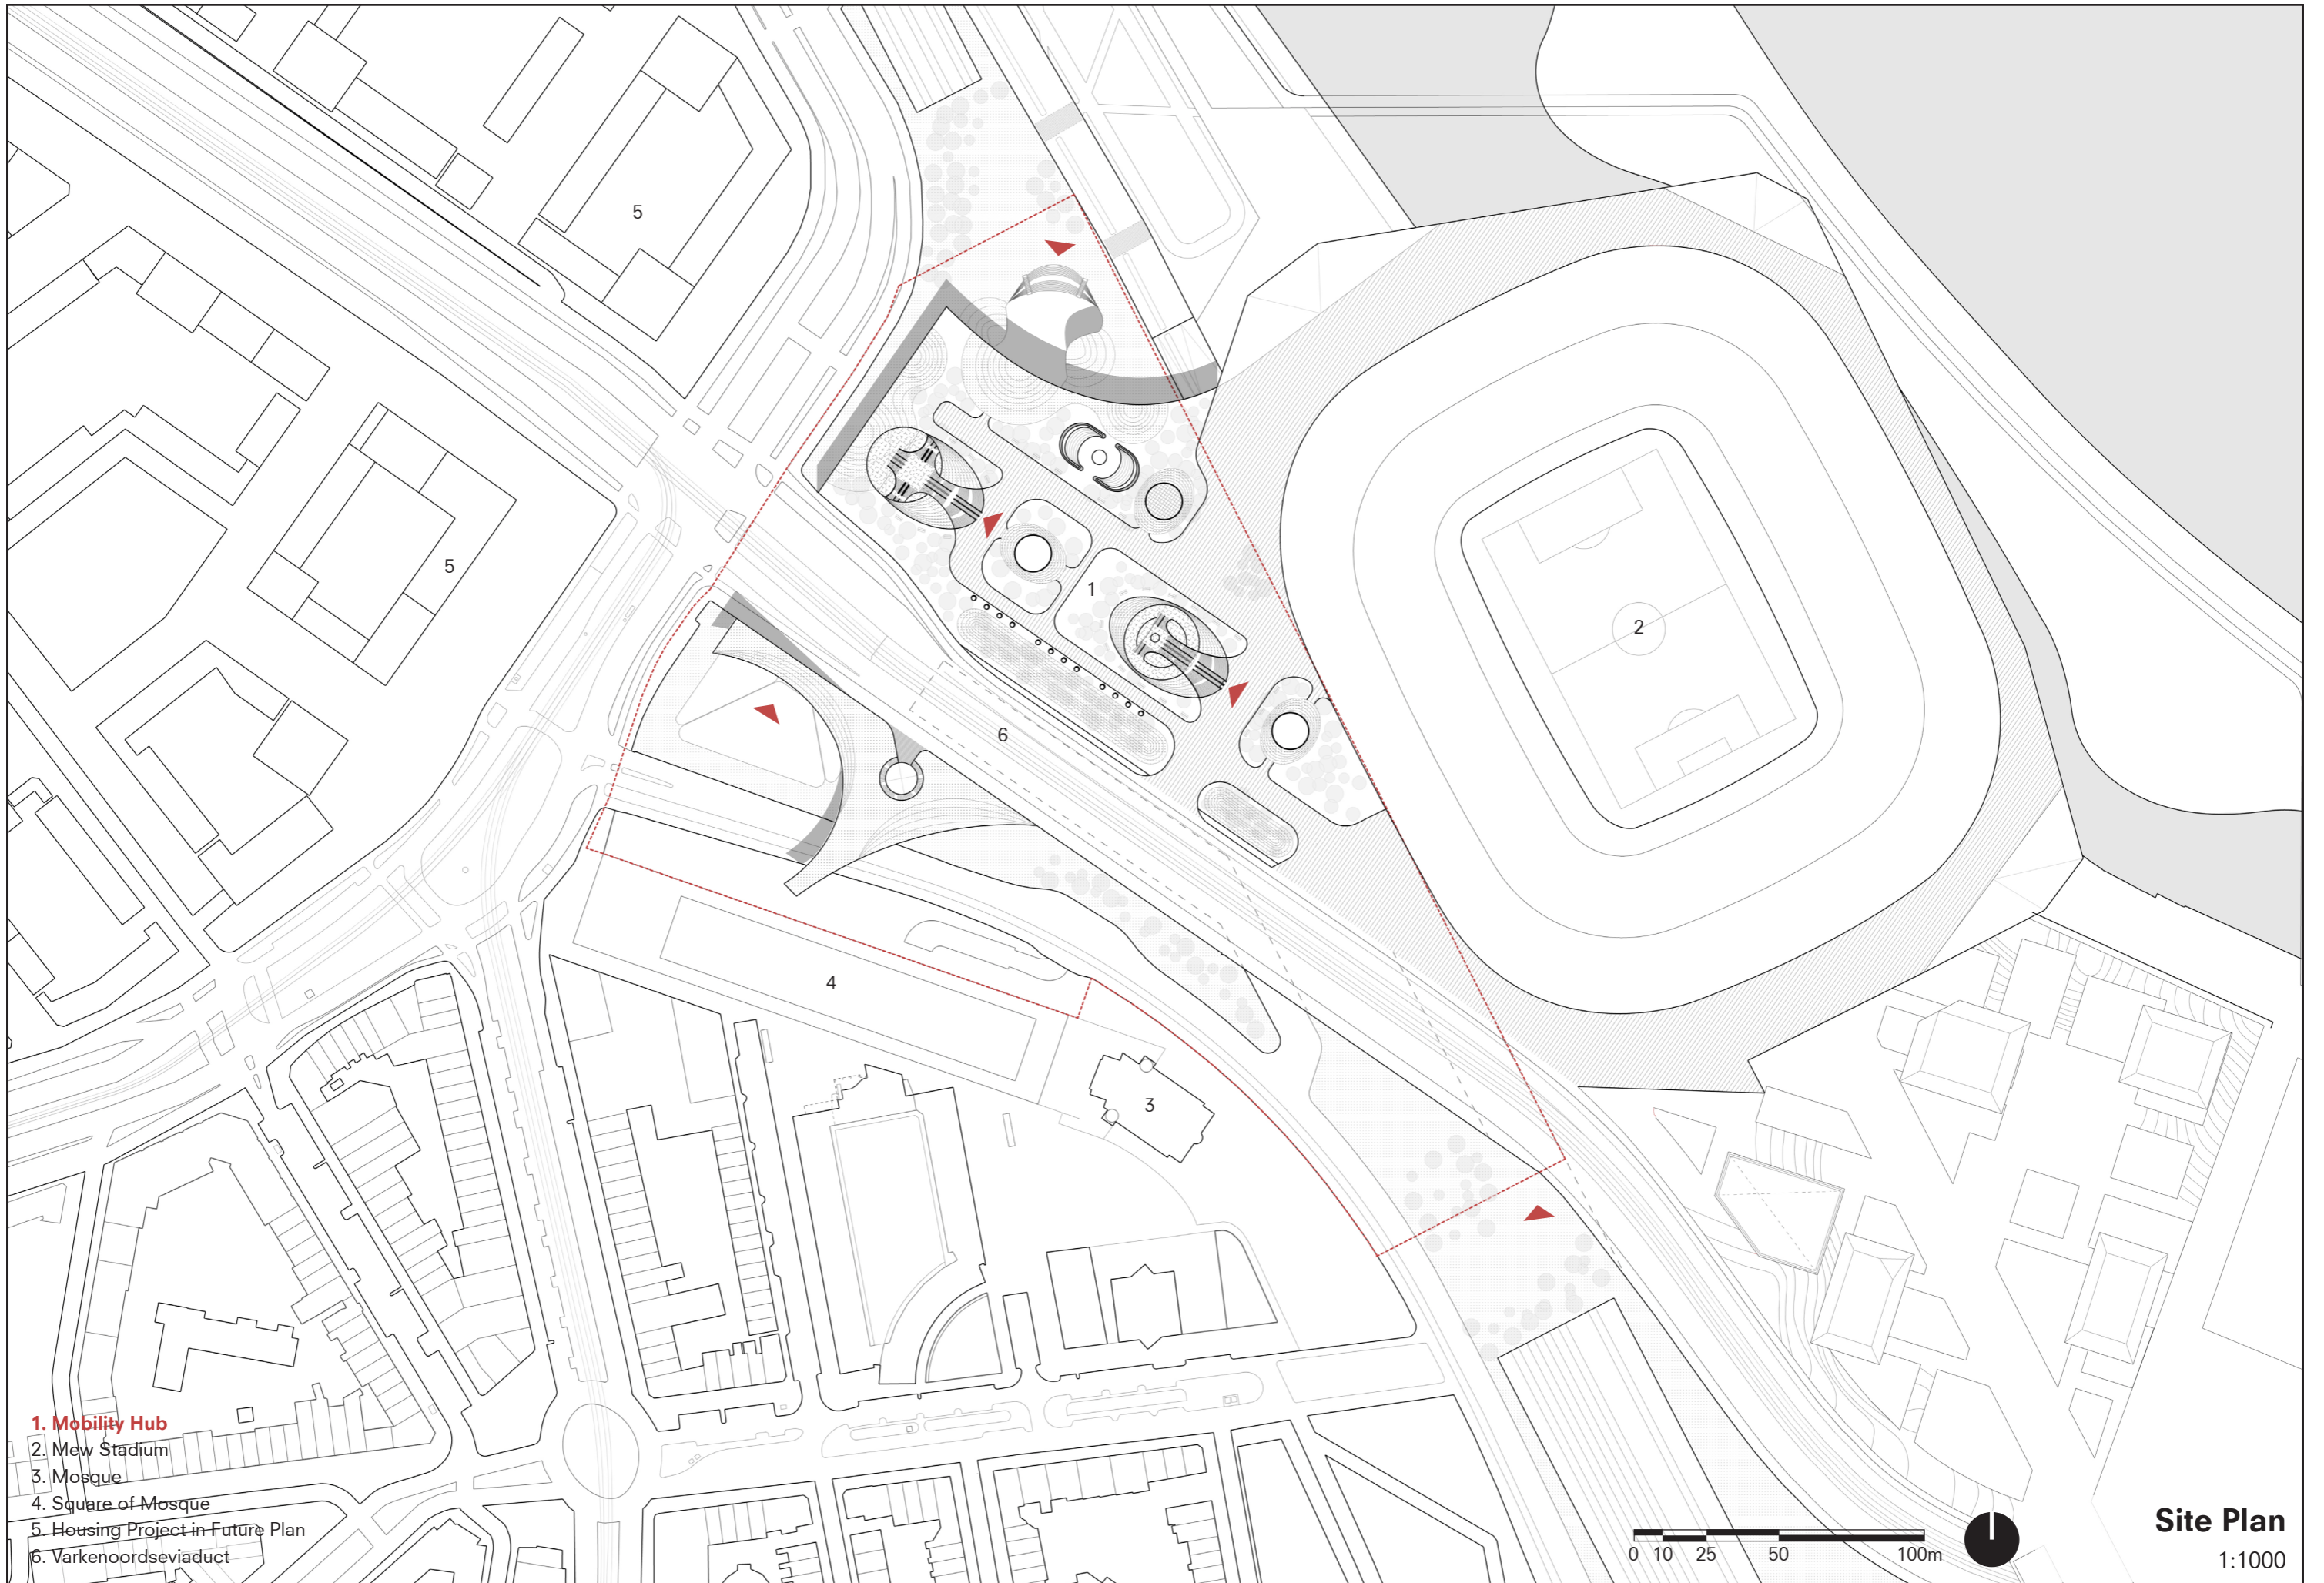 5
5
1
2
6
4
3
1. Mobility Hub
2. Mew Stadium
3. Mosque
4. Square of Mosque
5. Housing Project in Future Plan
6. Varkenoordseviaduct
0 10 25 50 100m
Site Plan
1:1000